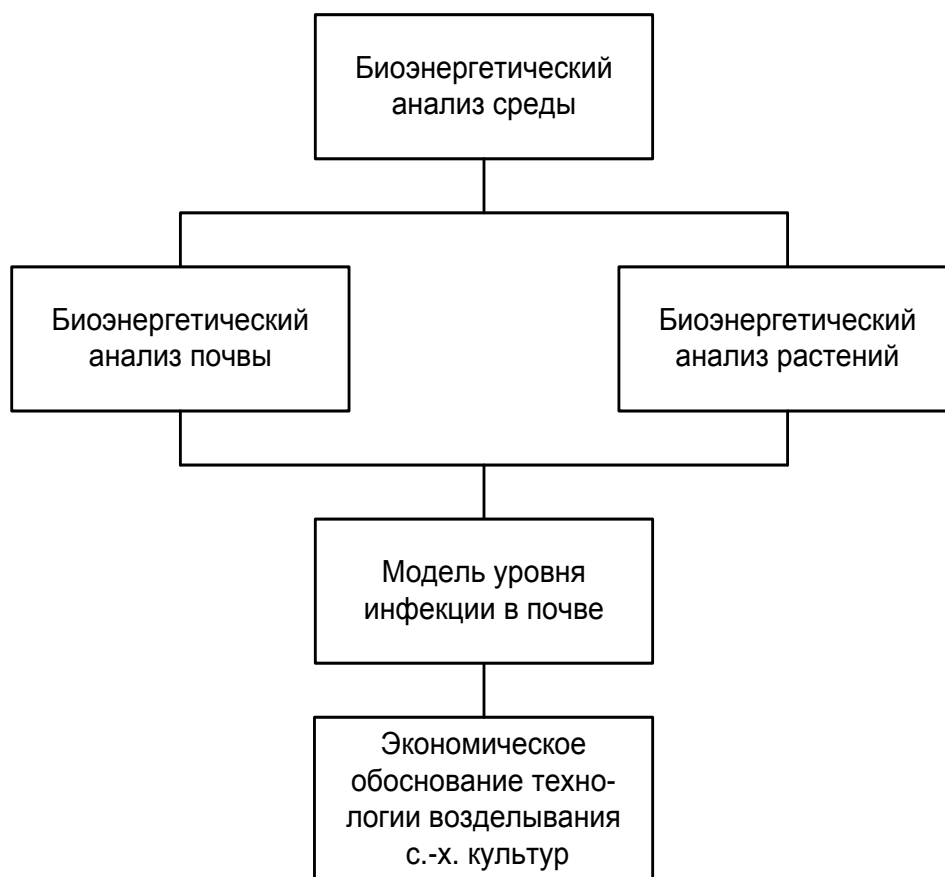 Биоэнергетический
анализ среды
Биоэнергетический
анализ почвы
Биоэнергетический
анализ растений
Модель уровня
инфекции в почве
Экономическое
обоснование техно-
логии возделывания
с.-х. культур